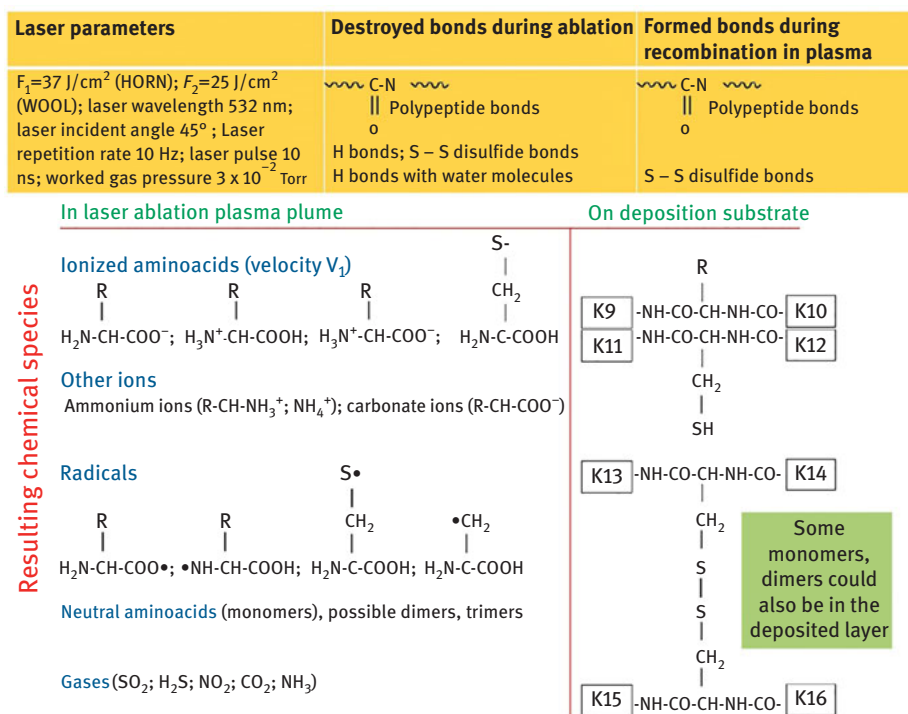 Laser parameters
Destroyed bonds during ablation
Formed bonds during
recombination in plasma
F₁=37 J/cm² (HORN); F₂=25 J/cm²
(WOOL); laser wavelength 532 nm;
laser incident angle 45° ; Laser
repetition rate 10 Hz; laser pulse 10
ns; worked gas pressure 3 x 10⁻² Torr
C-N
|| Polypeptide bonds
o
H bonds; S – S disulfide bonds
H bonds with water molecules
C-N
|| Polypeptide bonds
o
S – S disulfide bonds
Resulting chemical species
In laser ablation plasma plume
Ionized aminoacids (velocity V₁)
S-
|
CH₂
|
R R R
| | |
H₂N-CH-COO⁻; H₃N⁺-CH-COOH; H₃N⁺-CH-COO⁻; H₂N-C-COOH
Other ions
Ammonium ions (R-CH-NH₃⁺; NH₄⁺); carbonate ions (R-CH-COO⁻)
Radicals
S•
|
R R CH₂ •CH₂
| | | |
H₂N-CH-COO•; •NH-CH-COOH; H₂N-C-COOH; H₂N-C-COOH
Neutral aminoacids (monomers), possible dimers, trimers
Gases (SO₂; H₂S; NO₂; CO₂; NH₃)
On deposition substrate
R
|
K9 -NH-CO-CH-NH-CO- K10
K11 -NH-CO-CH-NH-CO- K12
|
CH₂
|
SH
K13 -NH-CO-CH-NH-CO- K14
|
CH₂
|
S
|
S
|
CH₂
|
K15 -NH-CO-CH-NH-CO- K16
Some
monomers,
dimers could
also be in the
deposited layer